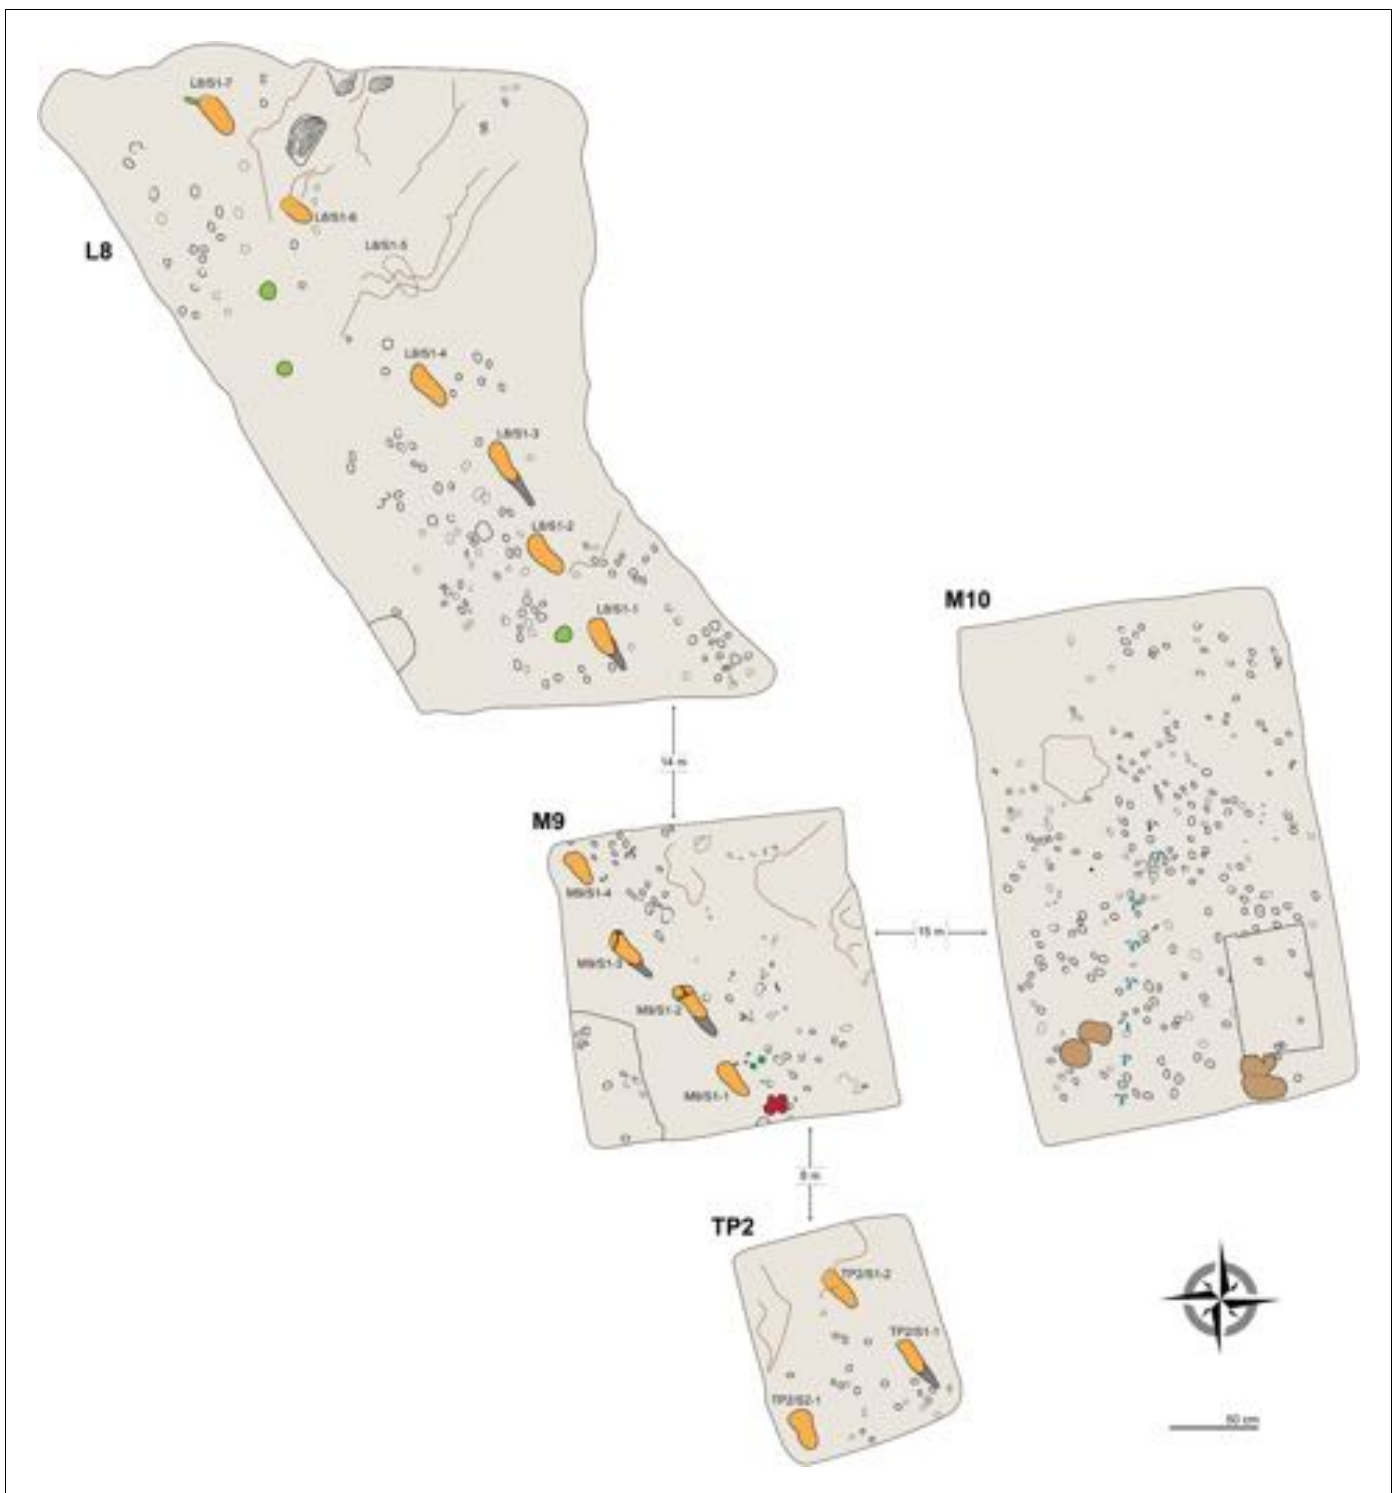 L8/S1-7
L8/S1-6
L8
L8/S1-5
L8/S1-4
L8/S1-3
L8/S1-2
L8/S1-1
M10
14 m
M9
M9/S1-4
15 m
M9/S1-3
M9/S1-2
M9/S1-1
8 m
TP2
TP2/S1-2
TP2/S1-1
TP2/S2-1
50 cm